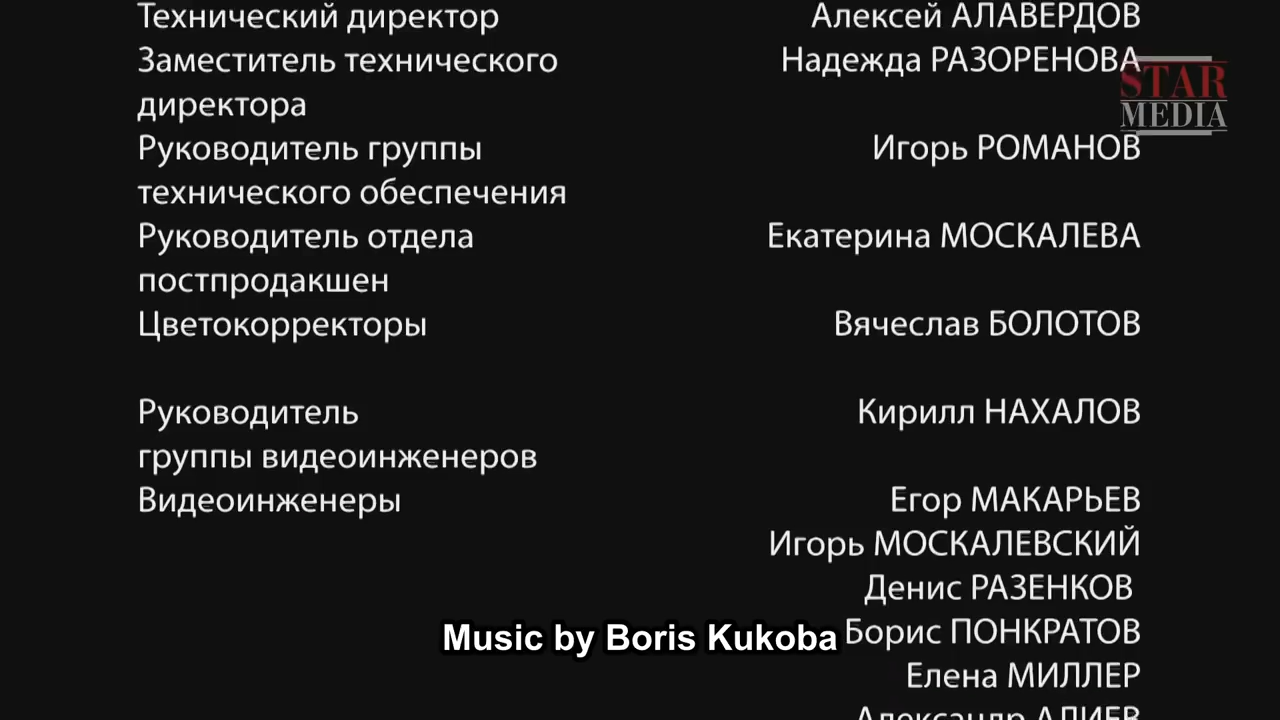 Технический директор Алексей АЛАВЕРДОВ
Заместитель технического Надежда РАЗОРЕНОВА
директора
STAR
MEDIA
Руководитель группы Игорь РОМАНОВ
технического обеспечения
Руководитель отдела Екатерина МОСКАЛЕВА
постпродакшен
Цветокорректоры Вячеслав БОЛОТОВ
Руководитель Кирилл НАХАЛОВ
группы видеоинженеров
Видеоинженеры Егор МАКАРЬЕВ
Игорь МОСКАЛЕВСКИЙ
Денис РАЗЕНКОВ
Music by Boris Kukoba Борис ПОНКРАТОВ
Елена МИЛЛЕР
Александр АЛИЕВ